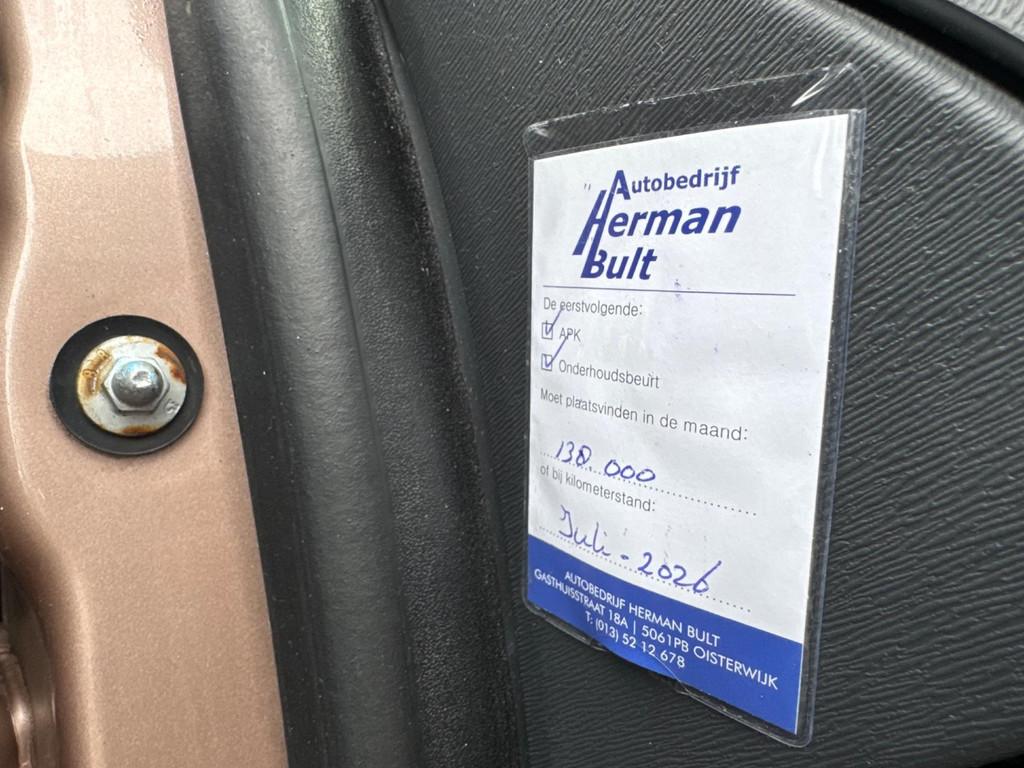 Autobedrijf
Herman
Bult
De eerstvolgende:
APK
Onderhoudsbeurt
Moet plaatsvinden in de maand:
130.000
of bij kilometerstand:
Juli - 2026
AUTOBEDRIJF HERMAN BULT
GASTHUISSTRAAT 18A | 5061PB OISTERWIJK
T: (013) 52 12 678